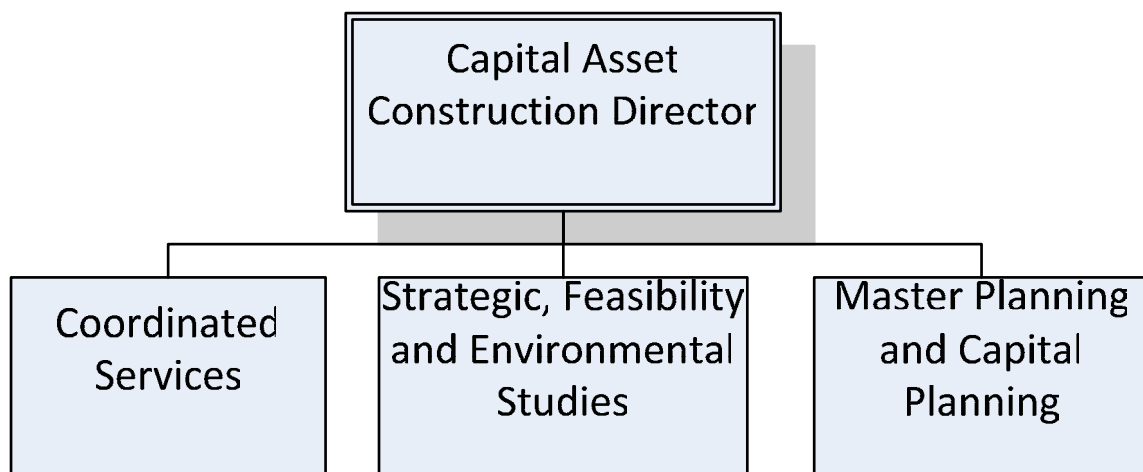 Capital Asset
Construction Director
Coordinated
Services
Strategic, Feasibility
and Environmental
Studies
Master Planning
and Capital
Planning